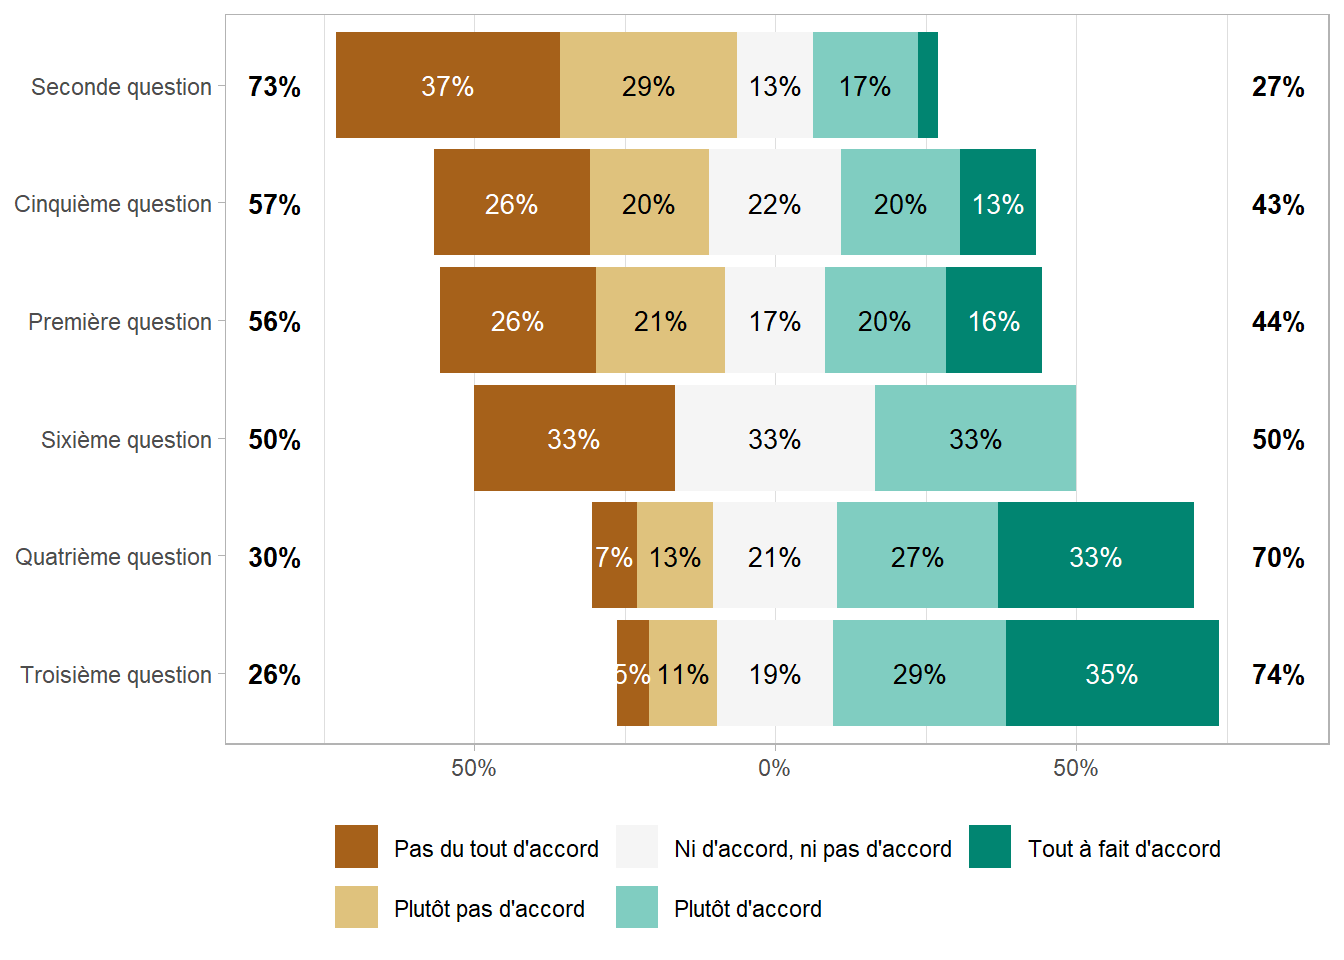 Seconde question 73% 37% 29% 13% 17% 27%
Cinquième question 57% 26% 20% 22% 20% 13% 43%
Première question 56% 26% 21% 17% 20% 16% 44%
Sixième question 50% 33% 33% 33% 50%
Quatrième question 30% 7% 13% 21% 27% 33% 70%
Troisième question 26% 5% 11% 19% 29% 35% 74%
50% 0% 50%
Pas du tout d'accord Ni d'accord, ni pas d'accord Tout à fait d'accord
Plutôt pas d'accord Plutôt d'accord